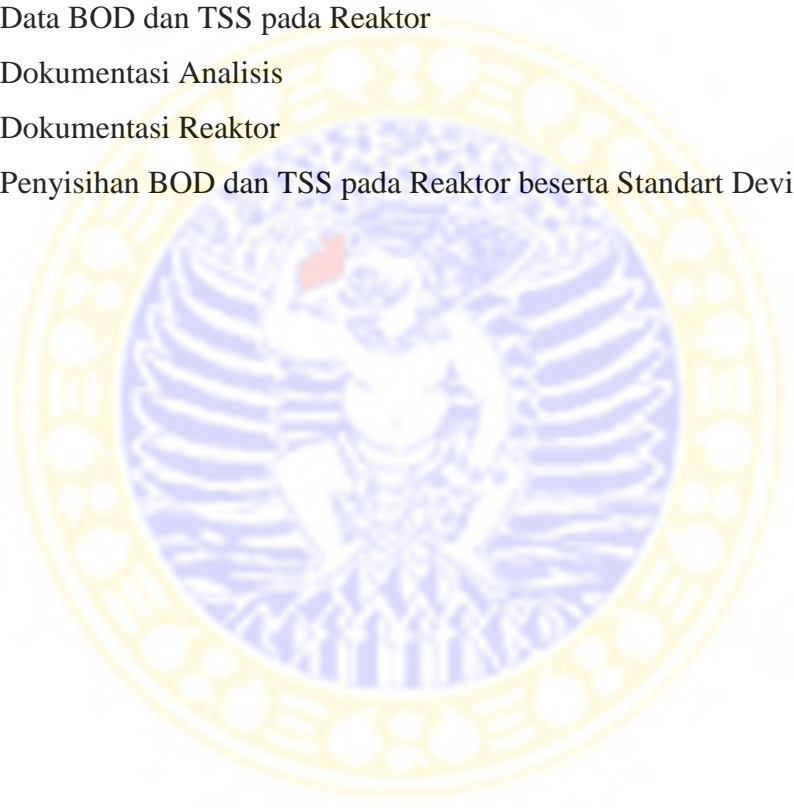 Data BOD dan TSS pada Reaktor
Dokumentasi Analisis
Dokumentasi Reaktor
Penyisihan BOD dan TSS pada Reaktor beserta Standart Devi